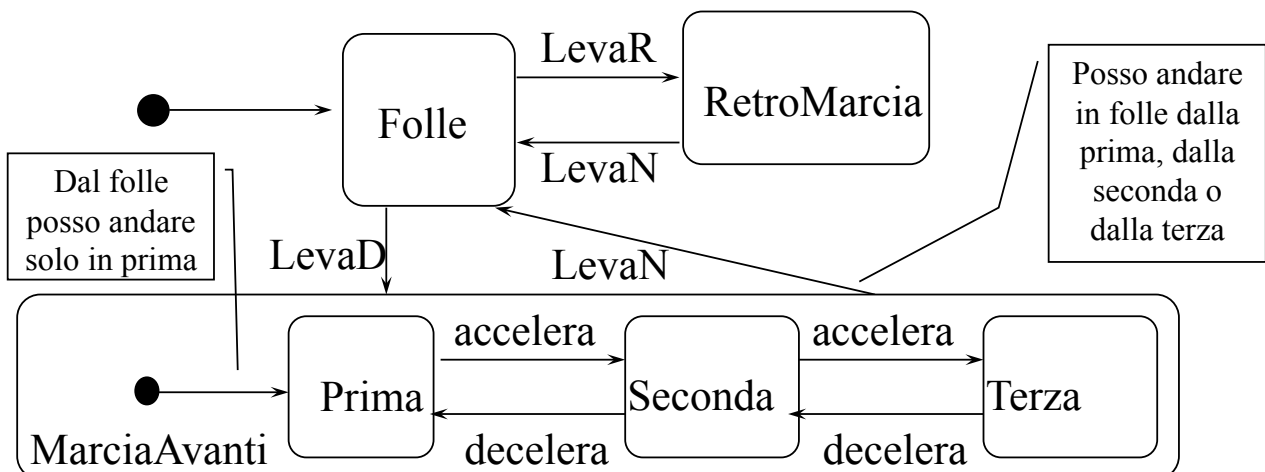 LevaR
Folle
RetroMarcia
LevaN
Posso andare
in folle dalla
prima, dalla
seconda o
dalla terza
Dal folle
posso andare
solo in prima
LevaD
LevaN
accelera
accelera
Prima
Seconda
Terza
decelera
decelera
MarciaAvanti